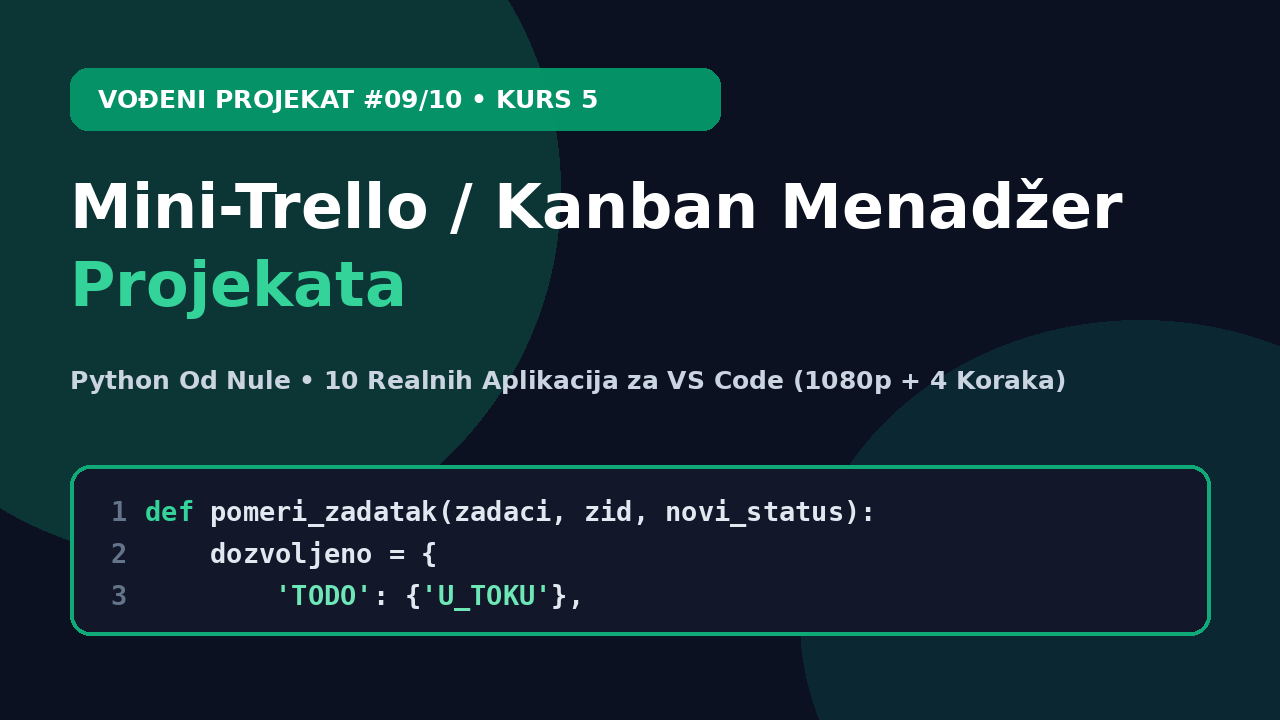 VOĐENI PROJEKAT #09/10 • KURS 5
Mini-Trello / Kanban Menadžer
Projekata
Python Od Nule • 10 Realnih Aplikacija za VS Code (1080p + 4 Koraka)
1 def pomeri_zadatak(zadaci, zid, novi_status):
2     dozvoljeno = {
3         'TODO': {'U_TOKU'},